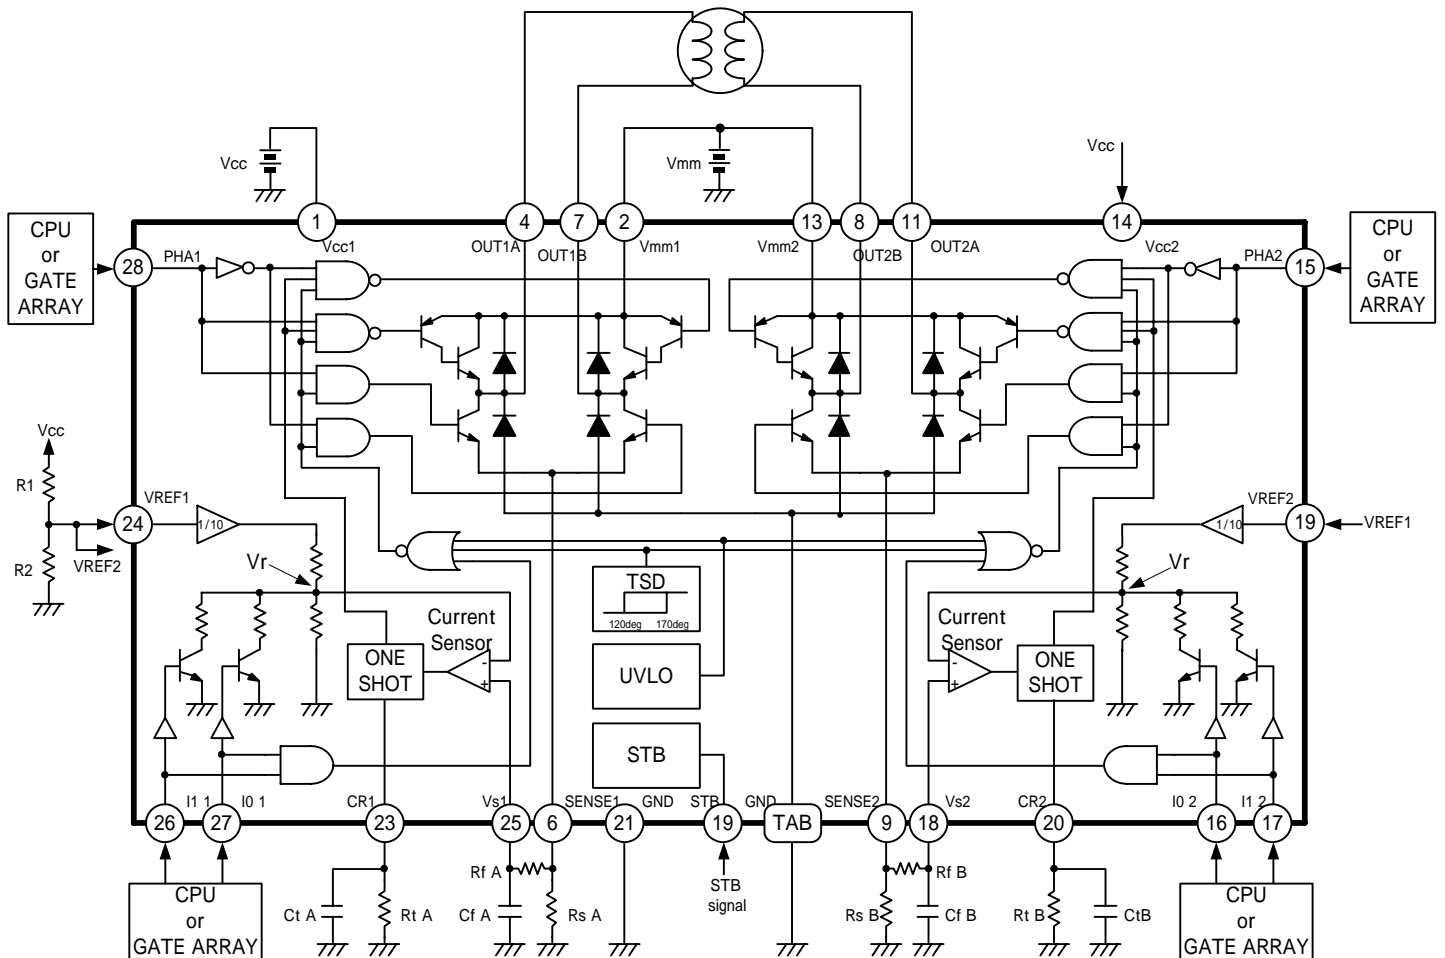 Vcc
Vmm
Vcc
CPU
or
GATE
ARRAY
1
4
7
2
13
8
11
14
CPU
or
GATE
ARRAY
Vcc1
OUT1A
OUT1B
Vmm1
Vmm2
OUT2B
OUT2A
Vcc2
28
PHA1
PHA2
15
Vcc
R1
VREF1
24
1/10
VREF2
R2
Vr
VREF2
1/10
19
VREF1
Vr
TSD
120deg
170deg
Current
Sensor
-
+
ONE
SHOT
UVLO
STB
Current
Sensor
-
+
ONE
SHOT
I1 1
I0 1
CR1
Vs1
SENSE1
GND
STB
GND
SENSE2
Vs2
CR2
I0 2
I1 2
26
27
23
25
6
21
19
TAB
9
18
20
16
17
CPU
or
GATE ARRAY
Ct A
Rt A
Rf A
Cf A
Rs A
STB
signal
Rf B
Rs B
Cf B
Rt B
CtB
CPU
or
GATE ARRAY